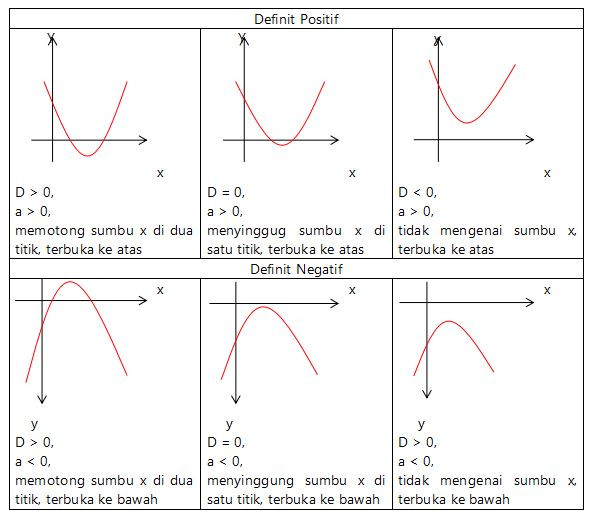 Definit Positif
y
y
y
x
x
x
D > 0,
a > 0,
memotong sumbu x di dua
titik, terbuka ke atas
D = 0,
a > 0,
menyinggug sumbu x di
satu titik, terbuka ke atas
D < 0,
a > 0,
tidak mengenai sumbu x,
terbuka ke atas
Definit Negatif
x
x
x
y
y
y
D > 0,
a < 0,
memotong sumbu x di dua
titik, terbuka ke bawah
D = 0,
a < 0,
menyinggung sumbu x di
satu titik, terbuka ke bawah
D > 0,
a < 0,
tidak mengenai sumbu x,
terbuka ke bawah